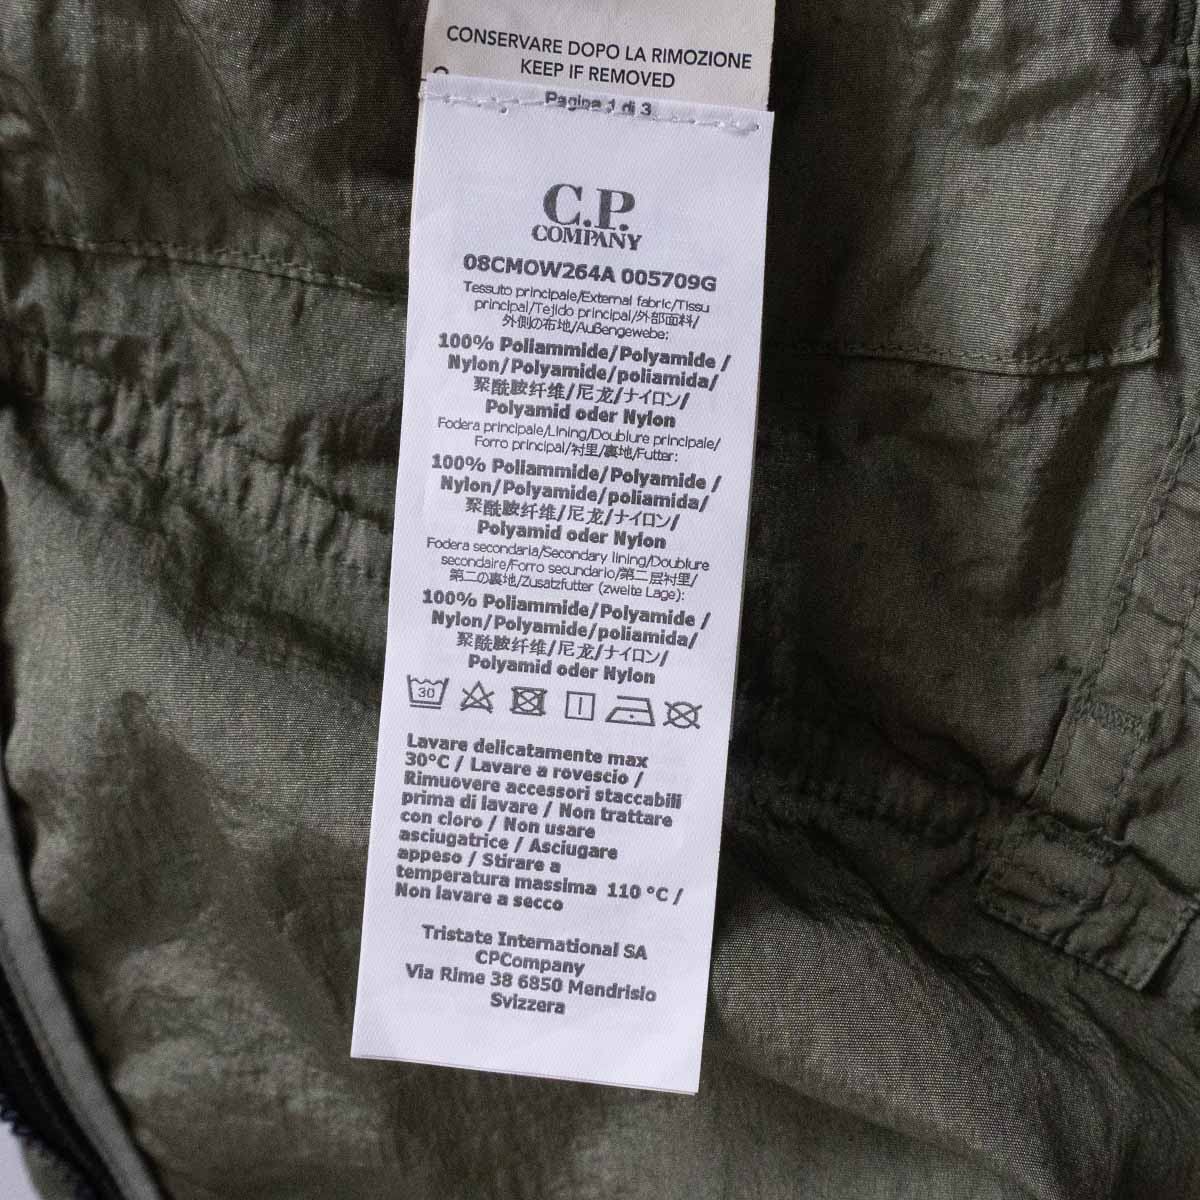 CONSERVARE DOPO LA RIMOZIONE
KEEP IF REMOVED
Pagina 1 di 3
C.P.
COMPANY
08CMOW264A 005709G
Tessuto principale/External fabric/Tissu
principal/Tejido principal/外部面料/
外側の布地/Außengewebe:
100% Poliammide/Polyamide /
Nylon/Polyamide/poliamida/
聚酰胺纤维/尼龙/ナイロン/
Polyamid oder Nylon
Fodera principale/Lining/Doublure principale/
Forro principal/衬里/裏地/Futter:
100% Poliammide/Polyamide /
Nylon/Polyamide/poliamida/
聚酰胺纤维/尼龙/ナイロン/
Polyamid oder Nylon
Fodera secondaria/Secondary lining/Doublure
secondaire/Forro secundario/第二层衬里/
第二の裏地/Zusatzfutter (zweite Lage):
100% Poliammide/Polyamide /
Nylon/Polyamide/poliamida/
聚酰胺纤维/尼龙/ナイロン/
Polyamid oder Nylon
30
Lavare delicatamente max
30°C / Lavare a rovescio /
Rimuovere accessori staccabili
prima di lavare / Non trattare
con cloro / Non usare
asciugatrice / Asciugare
appeso / Stirare a
temperatura massima 110 °C /
Non lavare a secco
Tristate International SA
CPCompany
Via Rime 38 6850 Mendrisio
Svizzera